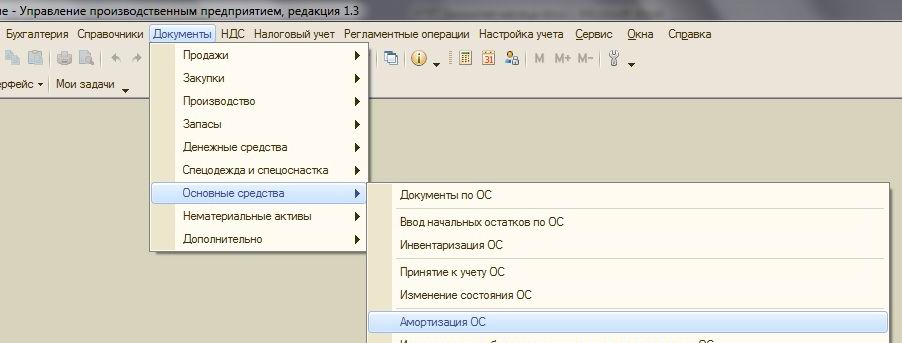 ие - Управление производственным предприятием, редакция 1.3
Бухгалтерия Справочники Документы НДС Налоговый учет Регламентные операции Настройка учета Сервис Окна Справка
M M+ M-
рфейс Мои задачи
Продажи
Закупки
Производство
Запасы
Денежные средства
Спецодежда и спецоснастка
Основные средства
Нематериальные активы
Дополнительно
Документы по ОС
Ввод начальных остатков по ОС
Инвентаризация ОС
Принятие к учету ОС
Изменение состояния ОС
Амортизация ОС